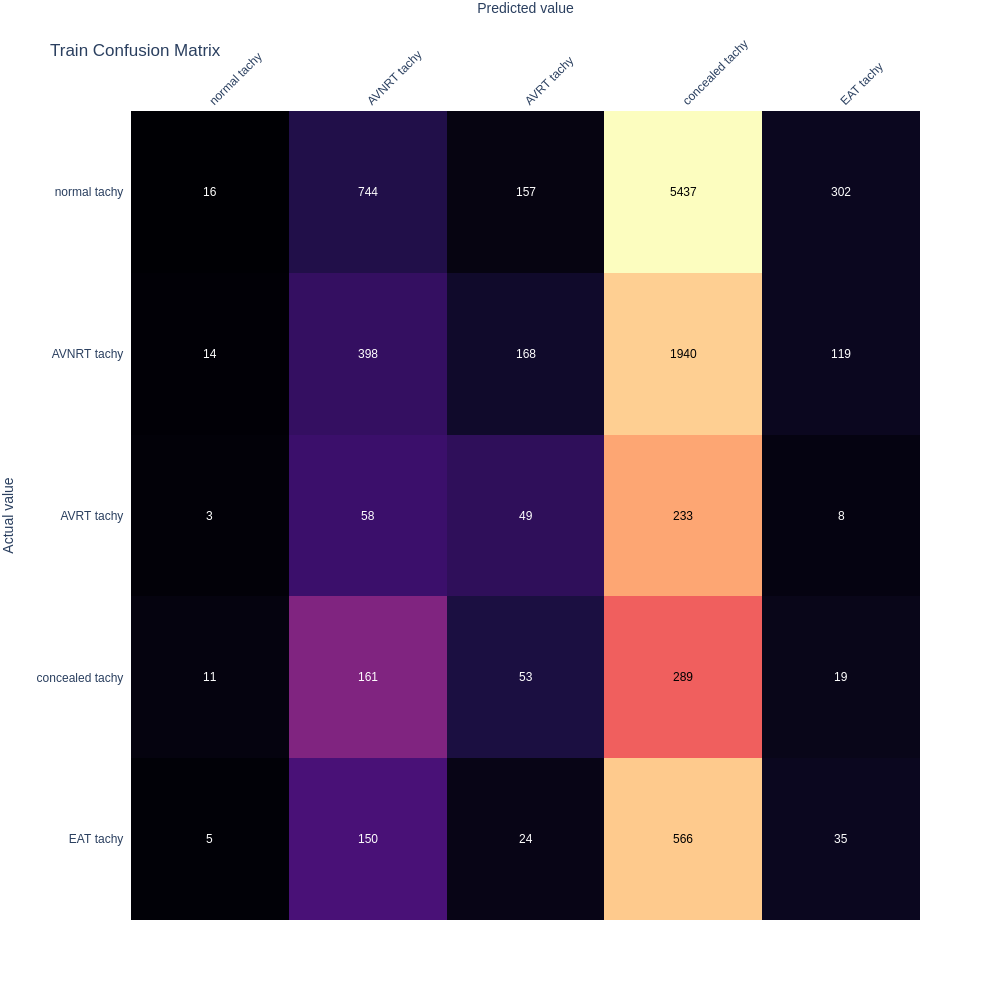 Predicted value
Train Confusion Matrix
normal tachy AVNRT tachy AVRT tachy concealed tachy EAT tachy
normal tachy 16 744 157 5437 302
AVNRT tachy 14 398 168 1940 119
AVRT tachy 3 58 49 233 8
Actual value
concealed tachy 11 161 53 289 19
EAT tachy 5 150 24 566 35